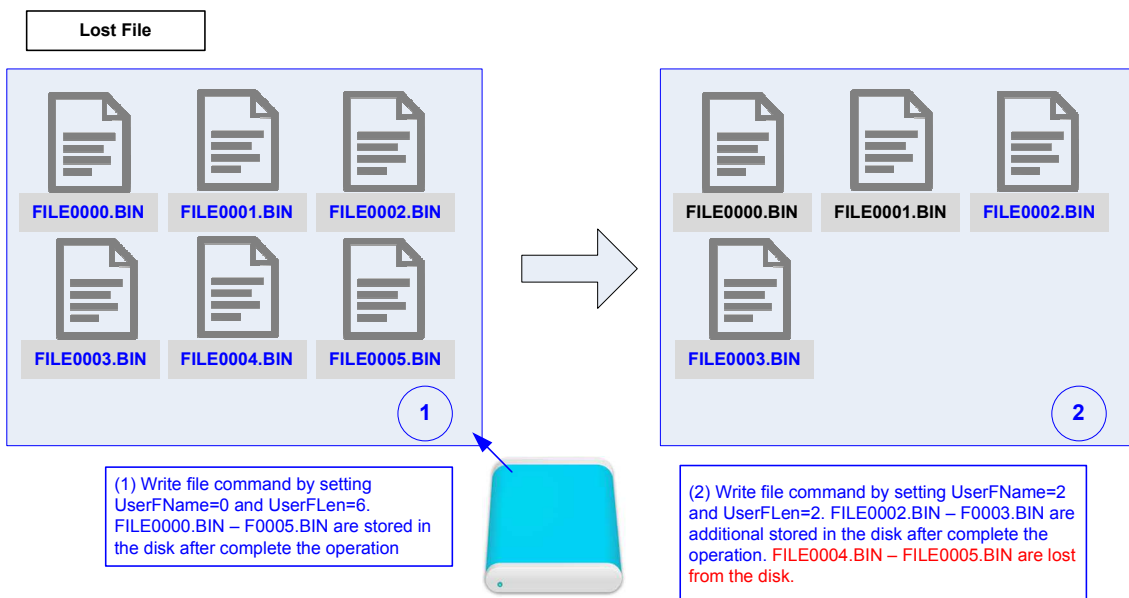 Lost File
FILE0000.BIN FILE0001.BIN FILE0002.BIN
FILE0003.BIN FILE0004.BIN FILE0005.BIN
1
(1) Write file command by setting
UserFName=0 and UserFLen=6.
FILE0000.BIN – F0005.BIN are stored in
the disk after complete the operation
FILE0000.BIN FILE0001.BIN FILE0002.BIN
FILE0003.BIN
2
(2) Write file command by setting UserFName=2
and UserFLen=2. FILE0002.BIN – F0003.BIN are
additional stored in the disk after complete the
operation. FILE0004.BIN – FILE0005.BIN are lost
from the disk.